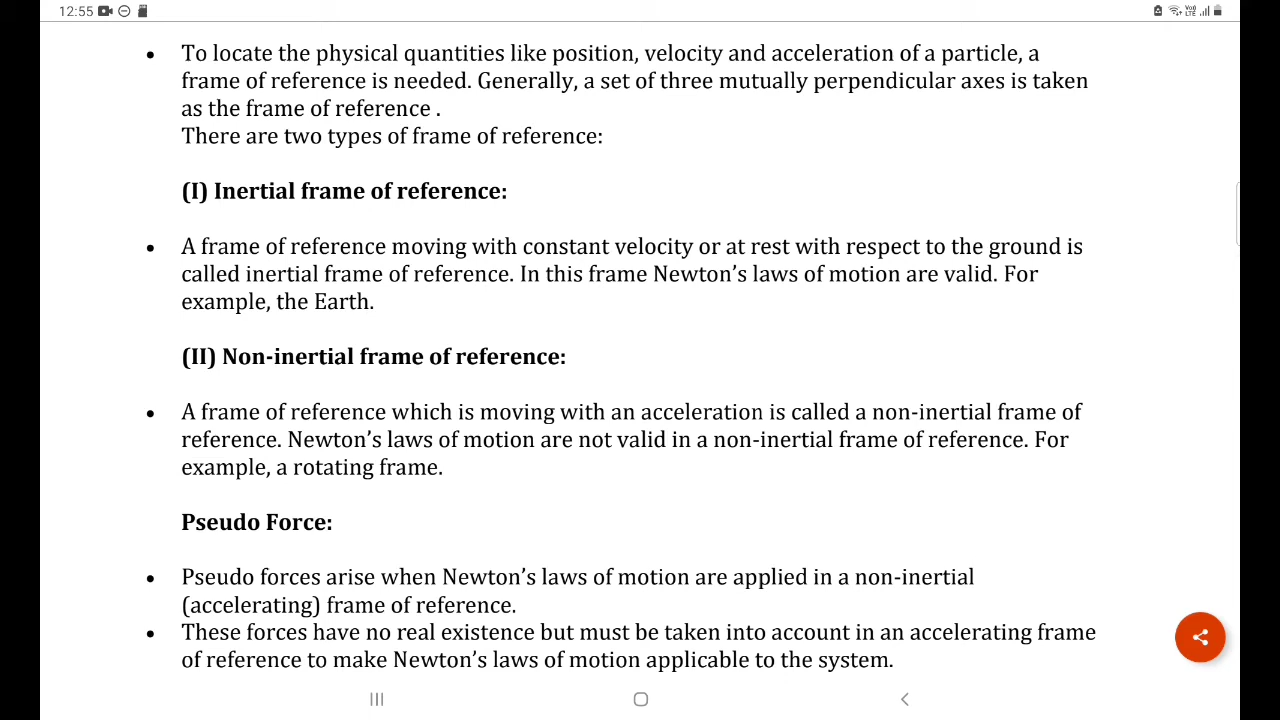 12:55
Vo)) LTE
• To locate the physical quantities like position, velocity and acceleration of a particle, a
frame of reference is needed. Generally, a set of three mutually perpendicular axes is taken
as the frame of reference .
There are two types of frame of reference:
(I) Inertial frame of reference:
• A frame of reference moving with constant velocity or at rest with respect to the ground is
called inertial frame of reference. In this frame Newton’s laws of motion are valid. For
example, the Earth.
(II) Non-inertial frame of reference:
• A frame of reference which is moving with an acceleration is called a non-inertial frame of
reference. Newton’s laws of motion are not valid in a non-inertial frame of reference. For
example, a rotating frame.
Pseudo Force:
• Pseudo forces arise when Newton’s laws of motion are applied in a non-inertial
(accelerating) frame of reference.
• These forces have no real existence but must be taken into account in an accelerating frame
of reference to make Newton’s laws of motion applicable to the system.